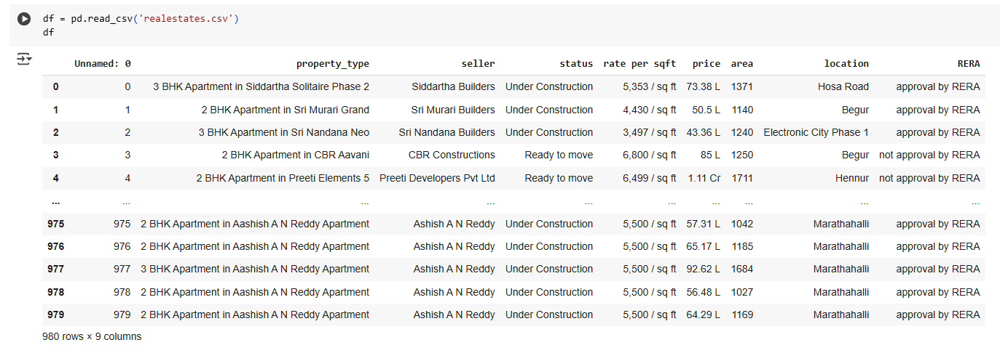 df = pd.read_csv('realestates.csv')
df
Unnamed: 0 property_type seller status rate per sqft price area location RERA
0 0 3 BHK Apartment in Siddartha Solitaire Phase 2 Siddartha Builders Under Construction 5,353 / sq ft 73.38 L 1371 Hosa Road approval by RERA
1 1 2 BHK Apartment in Sri Murari Grand Sri Murari Builders Under Construction 4,430 / sq ft 50.5 L 1140 Begur approval by RERA
2 2 3 BHK Apartment in Sri Nandana Neo Sri Nandana Builders Under Construction 3,497 / sq ft 43.36 L 1240 Electronic City Phase 1 approval by RERA
3 3 2 BHK Apartment in CBR Aavani CBR Constructions Ready to move 6,800 / sq ft 85 L 1250 Begur not approval by RERA
4 4 2 BHK Apartment in Preeti Elements 5 Preeti Developers Pvt Ltd Ready to move 6,499 / sq ft 1.11 Cr 1711 Hennur not approval by RERA
... ... ... ... ... ... ... ... ... ...
975 975 2 BHK Apartment in Aashish A N Reddy Apartment Ashish A N Reddy Under Construction 5,500 / sq ft 57.31 L 1042 Marathahalli approval by RERA
976 976 2 BHK Apartment in Aashish A N Reddy Apartment Ashish A N Reddy Under Construction 5,500 / sq ft 65.17 L 1185 Marathahalli approval by RERA
977 977 3 BHK Apartment in Aashish A N Reddy Apartment Ashish A N Reddy Under Construction 5,500 / sq ft 92.62 L 1684 Marathahalli approval by RERA
978 978 2 BHK Apartment in Aashish A N Reddy Apartment Ashish A N Reddy Under Construction 5,500 / sq ft 56.48 L 1027 Marathahalli approval by RERA
979 979 2 BHK Apartment in Aashish A N Reddy Apartment Ashish A N Reddy Under Construction 5,500 / sq ft 64.29 L 1169 Marathahalli approval by RERA
980 rows × 9 columns